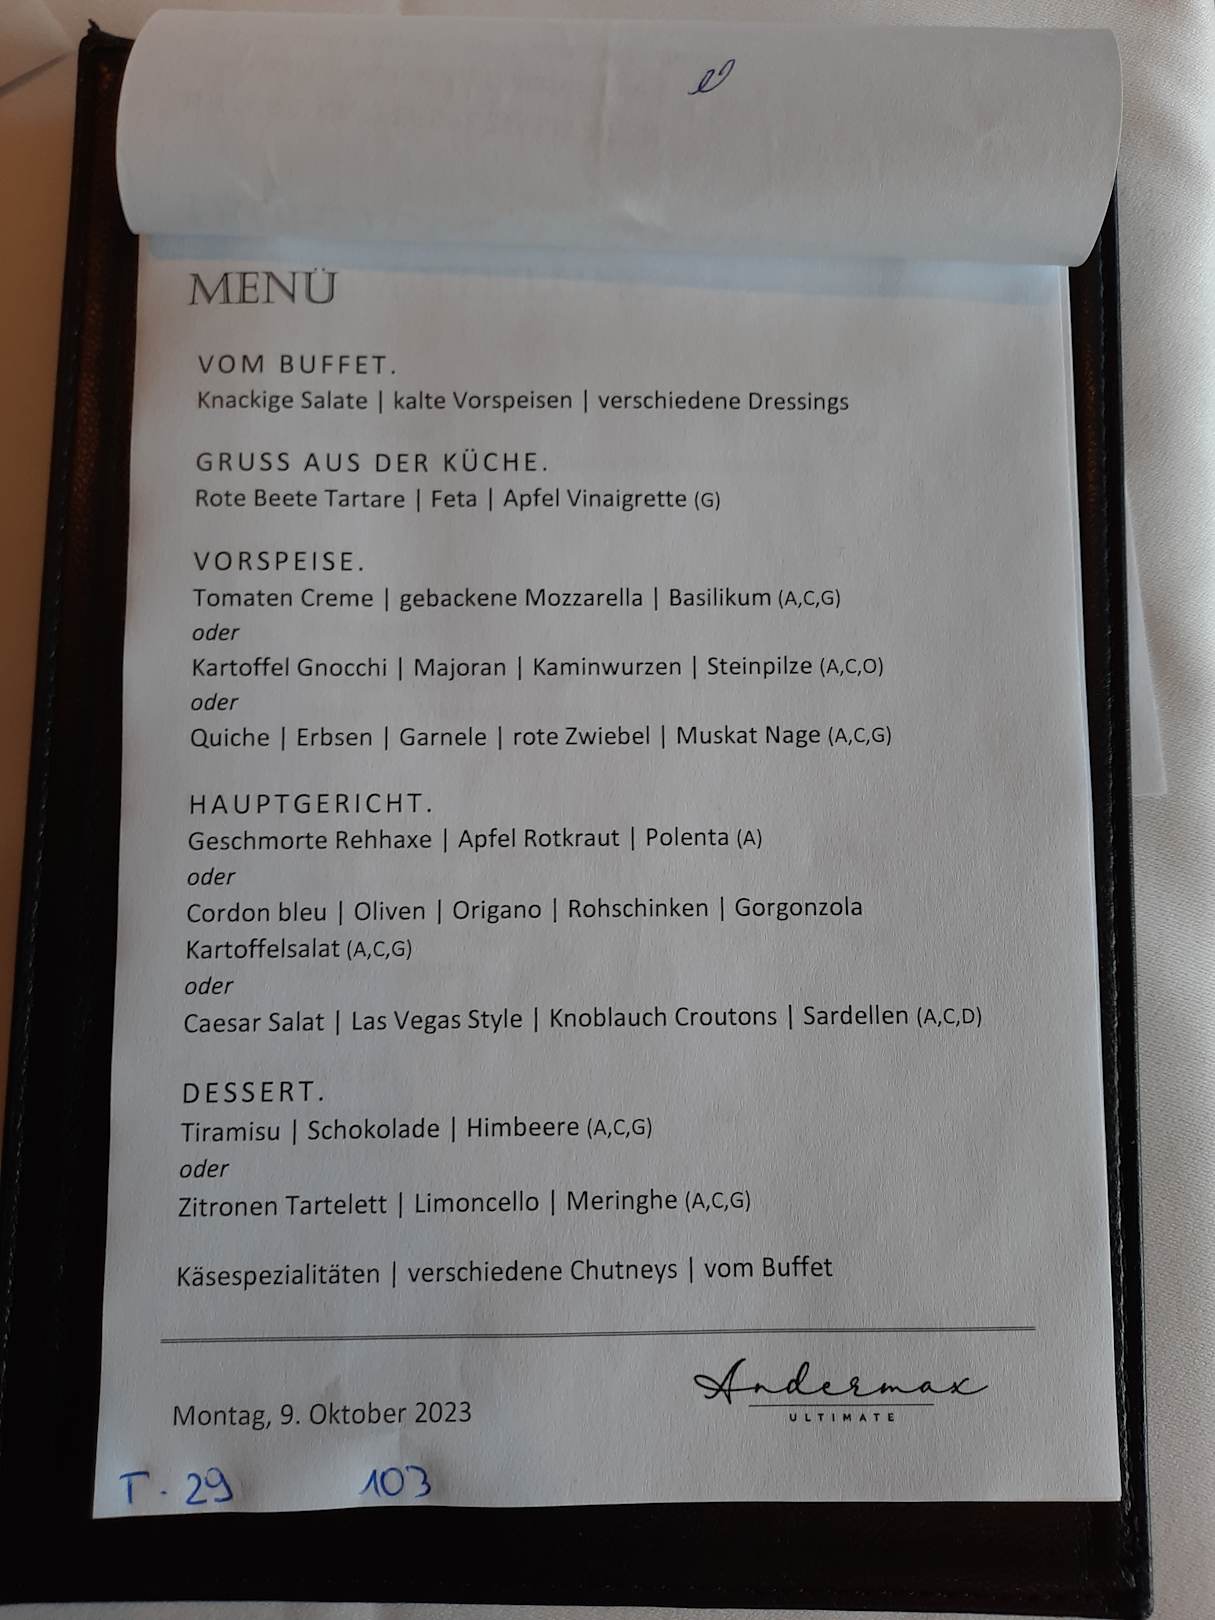 MENÜ
VOM BUFFET.
Knackige Salate | kalte Vorspeisen | verschiedene Dressings
GRUSS AUS DER KÜCHE.
Rote Beete Tartare | Feta | Apfel Vinaigrette (G)
VORSPEISE.
Tomaten Creme | gebackene Mozzarella | Basilikum (A,C,G)
oder
Kartoffel Gnocchi | Majoran | Kaminwurzen | Steinpilze (A,C,O)
oder
Quiche | Erbsen | Garnele | rote Zwiebel | Muskat Nage (A,C,G)
HAUPTGERICHT.
Geschmorte Rehhaxe | Apfel Rotkraut | Polenta (A)
oder
Cordon bleu | Oliven | Origano | Rohschinken | Gorgonzola
Kartoffelsalat (A,C,G)
oder
Caesar Salat | Las Vegas Style | Knoblauch Croutons | Sardellen (A,C,D)
DESSERT.
Tiramisu | Schokolade | Himbeere (A,C,G)
oder
Zitronen Tartelett | Limoncello | Meringhe (A,C,G)
Käsespezialitäten | verschiedene Chutneys | vom Buffet
Andermax
ULTIMATE
Montag, 9. Oktober 2023
T. 29 103